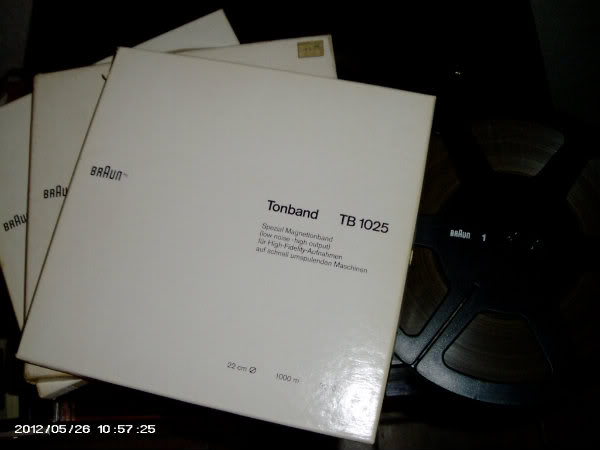 BRAUN
BRAUN
BRAUN
Tonband TB 1025
Spezial Magnettonband
(low noise · high output)
für High-Fidelity-Aufnahmen
auf schnell umspulenden Maschinen
22 cm Ø
1000 m
BRAUN 1
2012/05/26 10:57:25